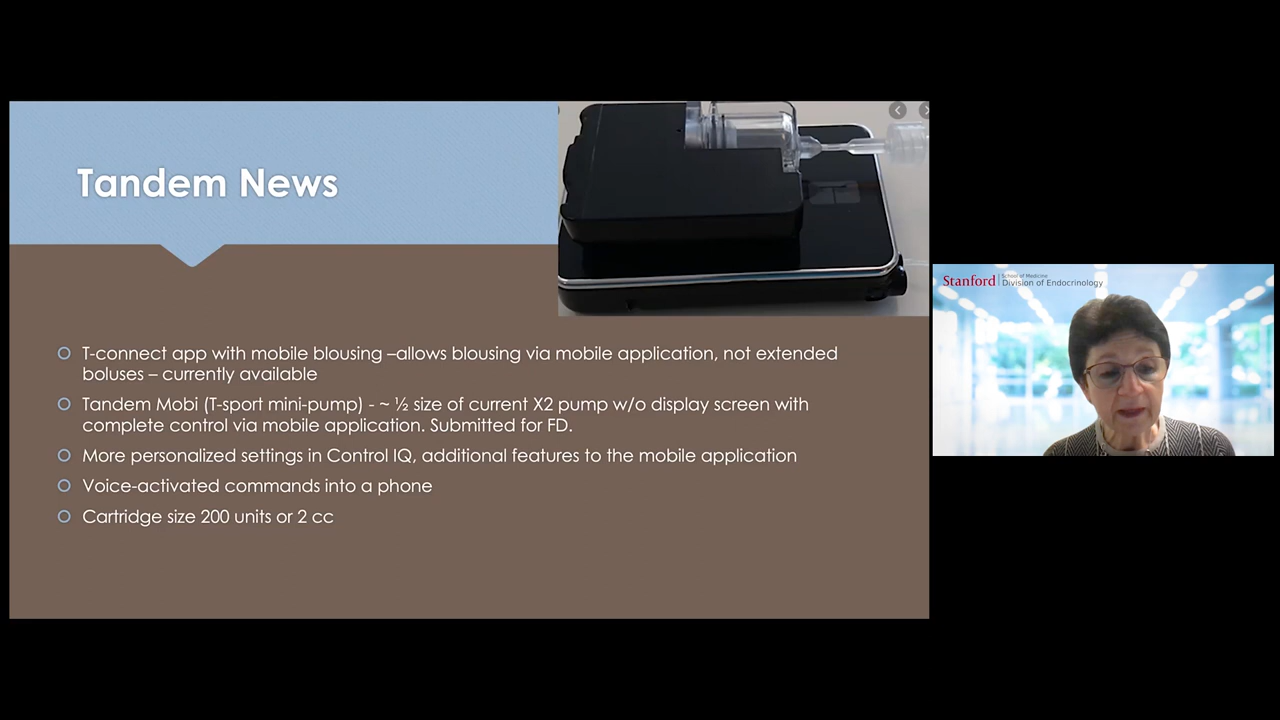 Tandem News
T-connect app with mobile blousing –allows blousing via mobile application, not extended
boluses – currently available
Tandem Mobi (T-sport mini-pump) - ~ ½ size of current X2 pump w/o display screen with
complete control via mobile application. Submitted for FD.
More personalized settings in Control IQ, additional features to the mobile application
Voice-activated commands into a phone
Cartridge size 200 units or 2 cc
Stanford
School of Medicine
Division of Endocrinology